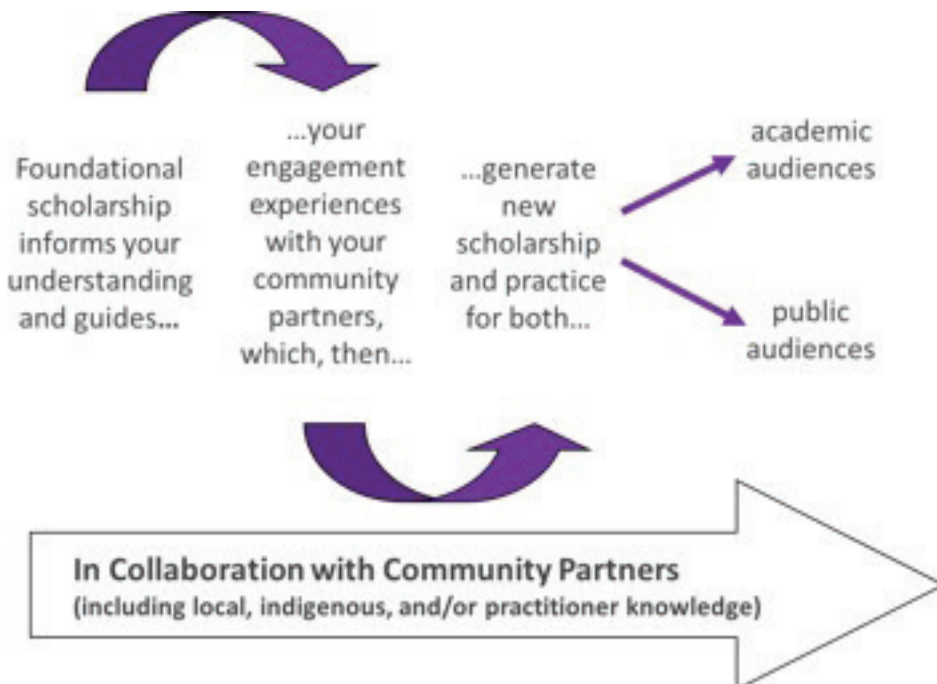 Foundational
scholarship
informs your
understanding
and guides...
...your
engagement
experiences
with your
community
partners,
which, then...
...generate
new
scholarship
and practice
for both...
academic
audiences
public
audiences
In Collaboration with Community Partners
(including local, indigenous, and/or practitioner knowledge)